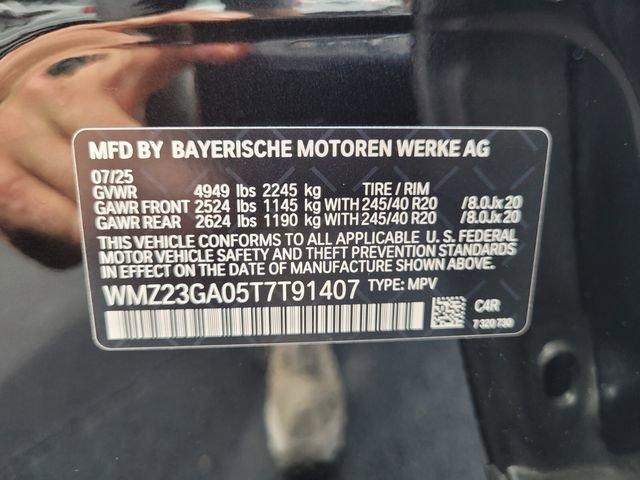 MFD BY BAYERISCHE MOTOREN WERKE AG
07/25
GVWR 4949 lbs 2245 kg TIRE / RIM
GAWR FRONT 2524 lbs 1145 kg WITH 245/40 R20 /8.0Jx20
GAWR REAR 2624 lbs 1190 kg WITH 245/40 R20 /8.0Jx20
THIS VEHICLE CONFORMS TO ALL APPLICABLE U. S. FEDERAL
MOTOR VEHICLE SAFETY AND THEFT PREVENTION STANDARDS
IN EFFECT ON THE DATE OF MANUFACTURE SHOWN ABOVE.
WMZ23GA05T7T91407 TYPE: MPV
C4R
7 320 730